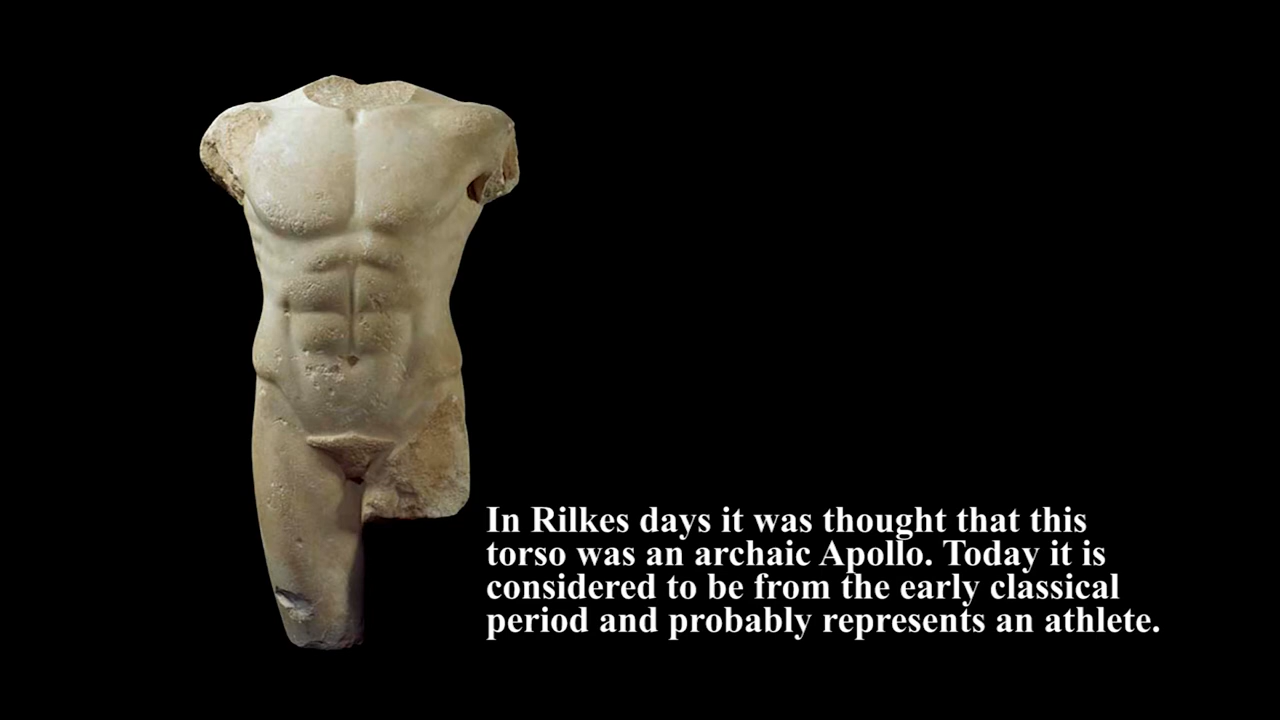 In Rilkes days it was thought that this
torso was an archaic Apollo. Today it is
considered to be from the early classical
period and probably represents an athlete.